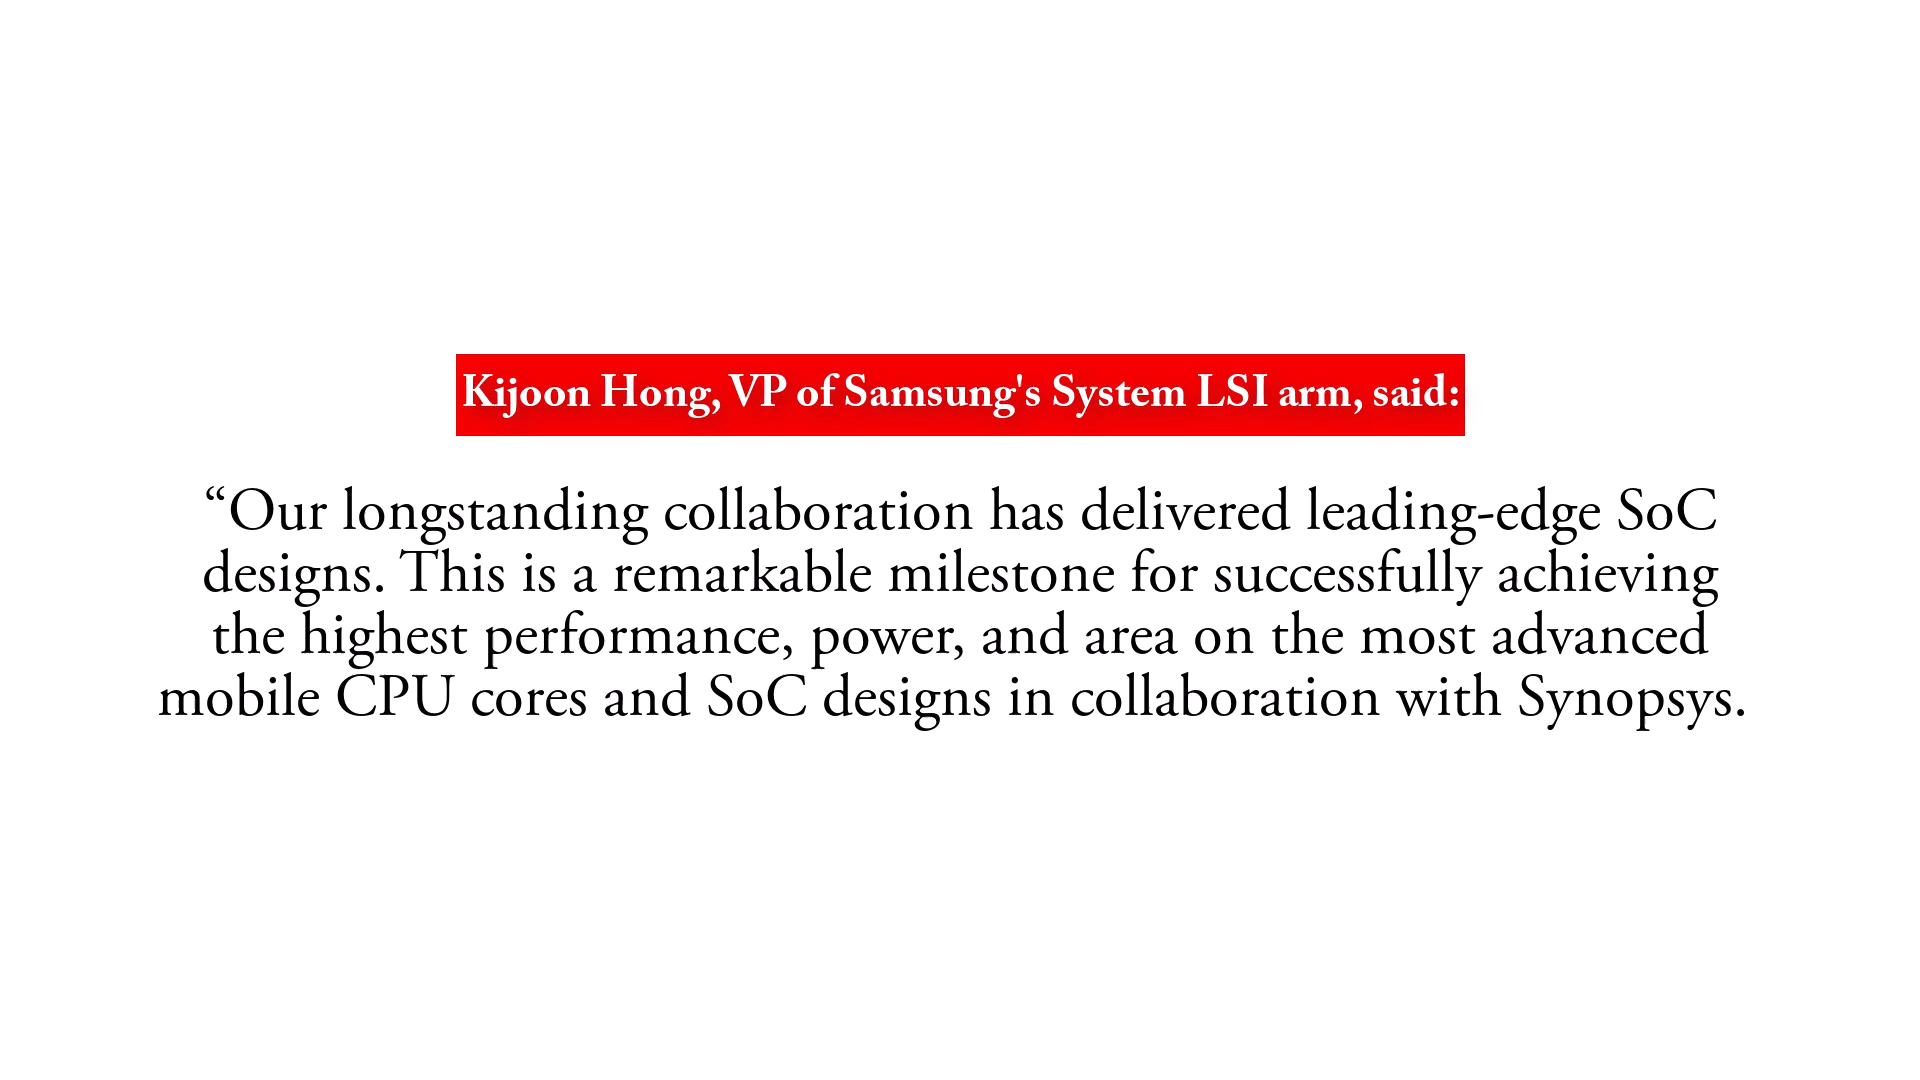 Kijoon Hong, VP of Samsung's System LSI arm, said:
“Our longstanding collaboration has delivered leading-edge SoC
designs. This is a remarkable milestone for successfully achieving
the highest performance, power, and area on the most advanced
mobile CPU cores and SoC designs in collaboration with Synopsys.